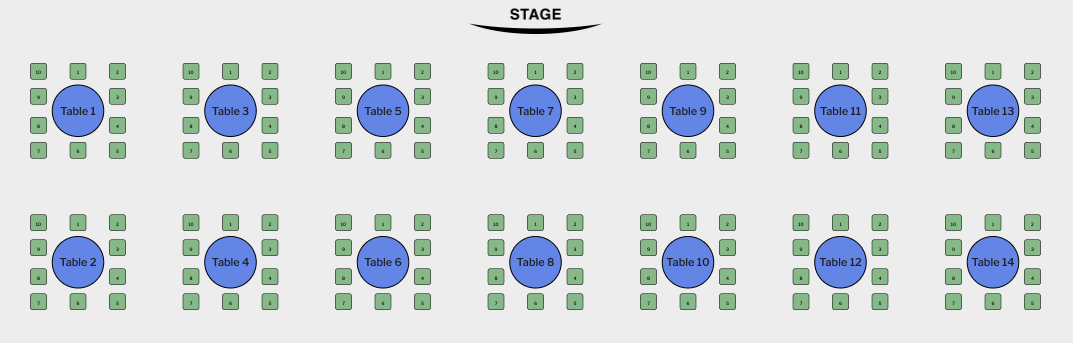 STAGE
10 1 2 10 1 2 10 1 2 10 1 2 10 1 2 10 1 2 10 1 2
9 3 9 3 9 3 9 3 9 3 9 3 9 3
Table 1 Table 3 Table 5 Table 7 Table 9 Table 11 Table 13
8 4 8 4 8 4 8 4 8 4 8 4 8 4
7 6 5 7 6 5 7 6 5 7 6 5 7 6 5 7 6 5 7 6 5
10 1 2 10 1 2 10 1 2 10 1 2 10 1 2 10 1 2 10 1 2
9 3 9 3 9 3 9 3 9 3 9 3 9 3
Table 2 Table 4 Table 6 Table 8 Table 10 Table 12 Table 14
8 4 8 4 8 4 8 4 8 4 8 4 8 4
7 6 5 7 6 5 7 6 5 7 6 5 7 6 5 7 6 5 7 6 5